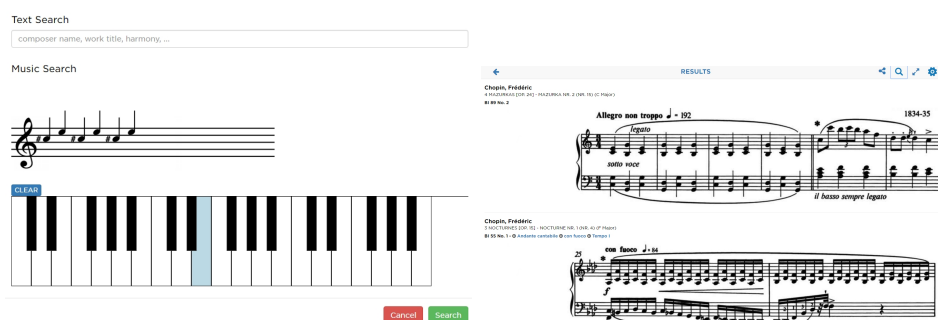 Text Search
composer name, work title, harmony, ...
Music Search
CLEAR
Cancel Search
RESULTS
Chopin, Frédéric
4 MAZURKAS [OP. 24] - MAZURKA NR. 2 (NR. 15) (C Major)
BI 89 No. 2
Allegro non troppo ♩ = 192
1834-35
legato
sotto voce
il basso sempre legato
Chopin, Frédéric
3 NOCTURNES [OP. 15] - NOCTURNE NR. 1 (NR. 4) (F Major)
BI 55 No. 1 - Andante cantabile con fuoco Tempo I
con fuoco ♩. = 84
25
f